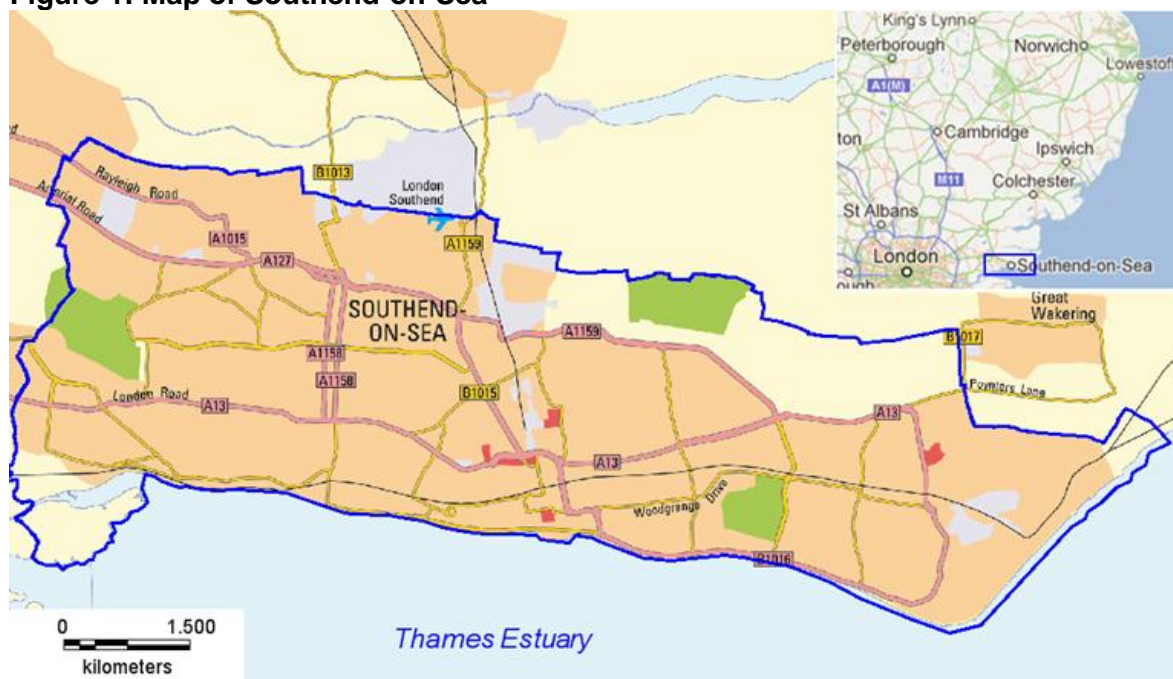 Figure 1: Map of Southend-on-Sea
King's Lynn
Peterborough
Norwich
Lowestoft
A1(M)
Cambridge
Ipswich
M11
Colchester
St Albans
London
Southend-on-Sea
B1013
London
Southend
Rayleigh Road
Arterial Road
A1015
A127
A1159
SOUTHEND-
ON-SEA
A1159
Great
Wakering
B1017
A1158
A1158
B1015
Poynters Lane
London Road
A13
A13
A13
Woodgrange Drive
B1016
0 1.500
kilometers
Thames Estuary